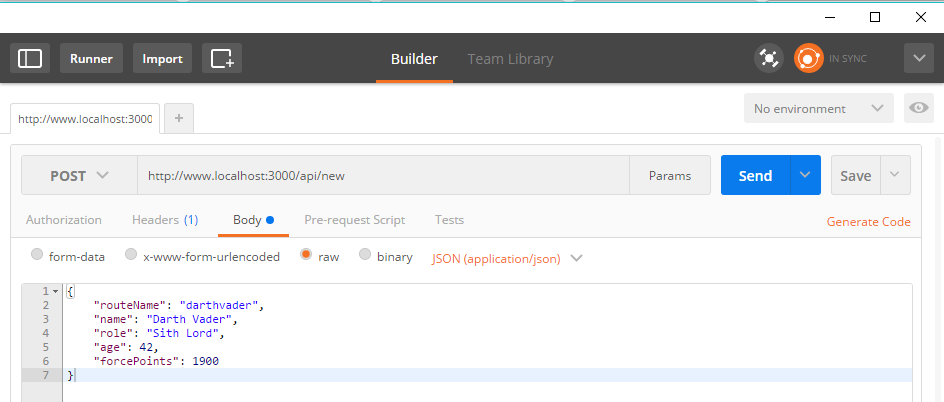 Runner Import Builder Team Library IN SYNC
http://www.localhost:3000 + No environment
POST http://www.localhost:3000/api/new Params Send Save
Authorization Headers (1) Body Pre-request Script Tests Generate Code
form-data x-www-form-urlencoded raw binary JSON (application/json)
1 {
2 "routeName": "darthvader",
3 "name": "Darth Vader",
4 "role": "Sith Lord",
5 "age": 42,
6 "forcePoints": 1900
7 }